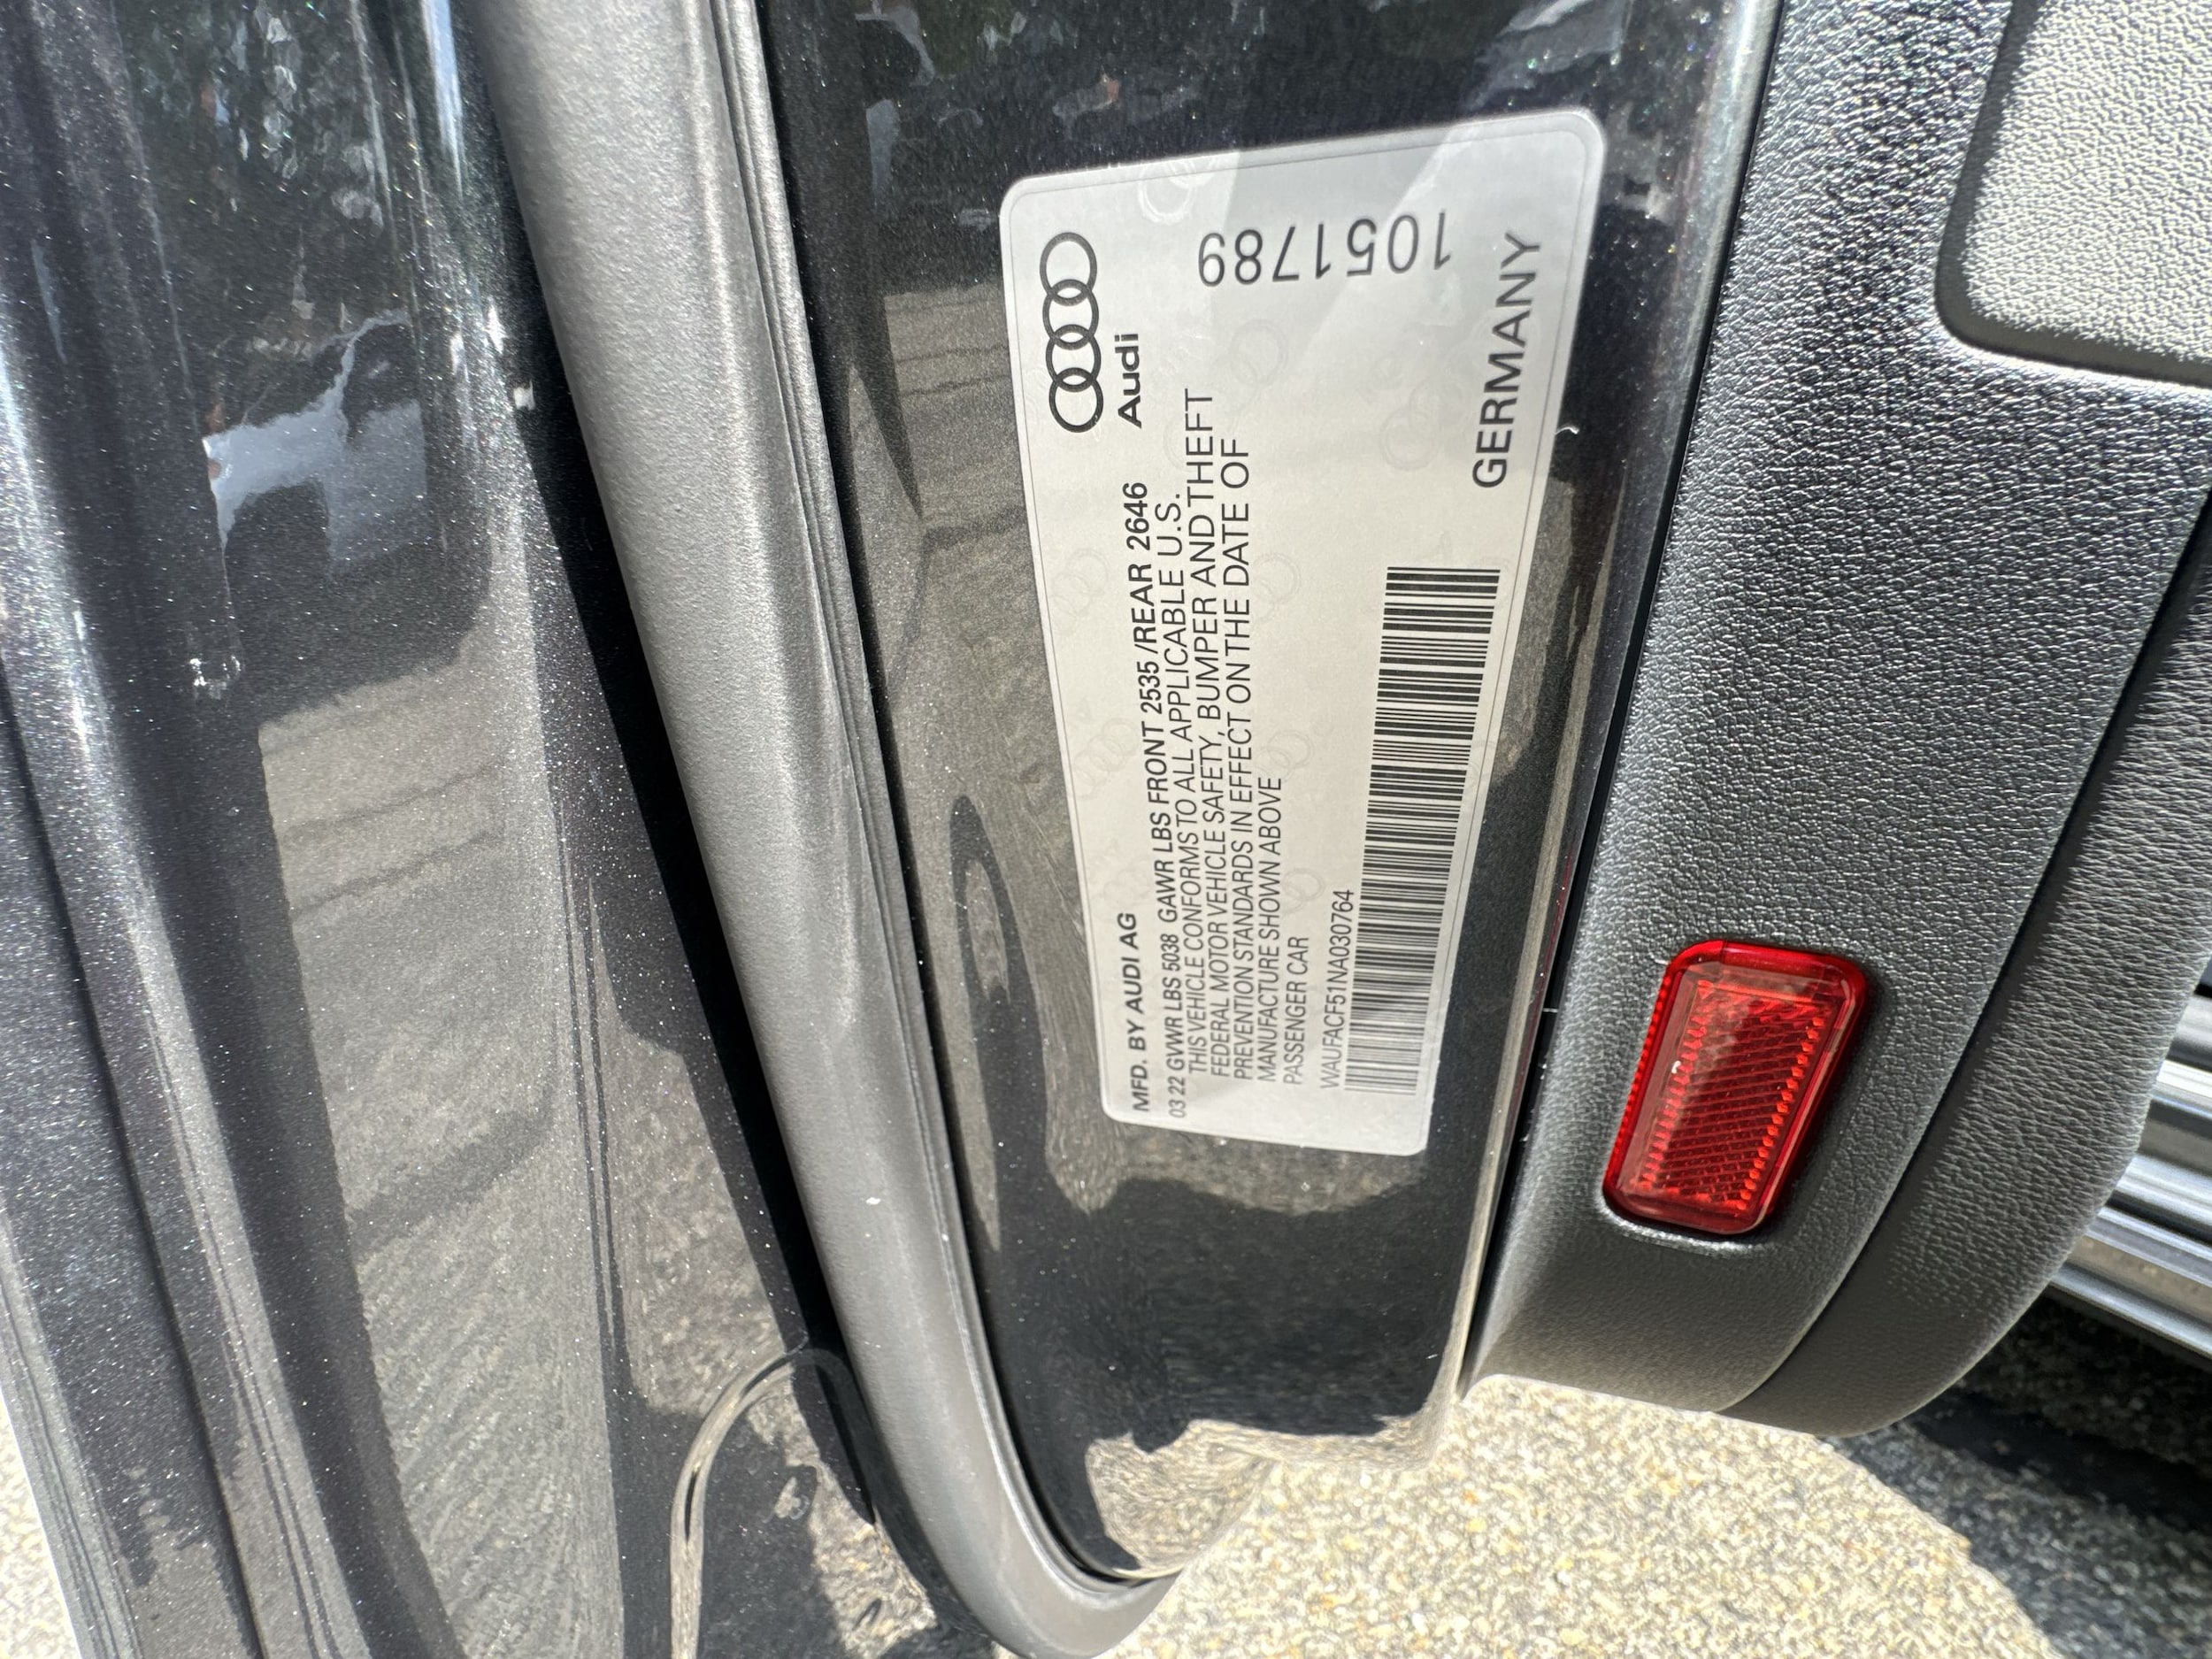 Audi
MFD. BY AUDI AG
03 22 GVWR LBS 5038 GAWR LBS FRONT 2535 /REAR 2646
THIS VEHICLE CONFORMS TO ALL APPLICABLE U.S.
FEDERAL MOTOR VEHICLE SAFETY, BUMPER AND THEFT
PREVENTION STANDARDS IN EFFECT ON THE DATE OF
MANUFACTURE SHOWN ABOVE
PASSENGER CAR
WAUFACF51NA030764
1051789
GERMANY